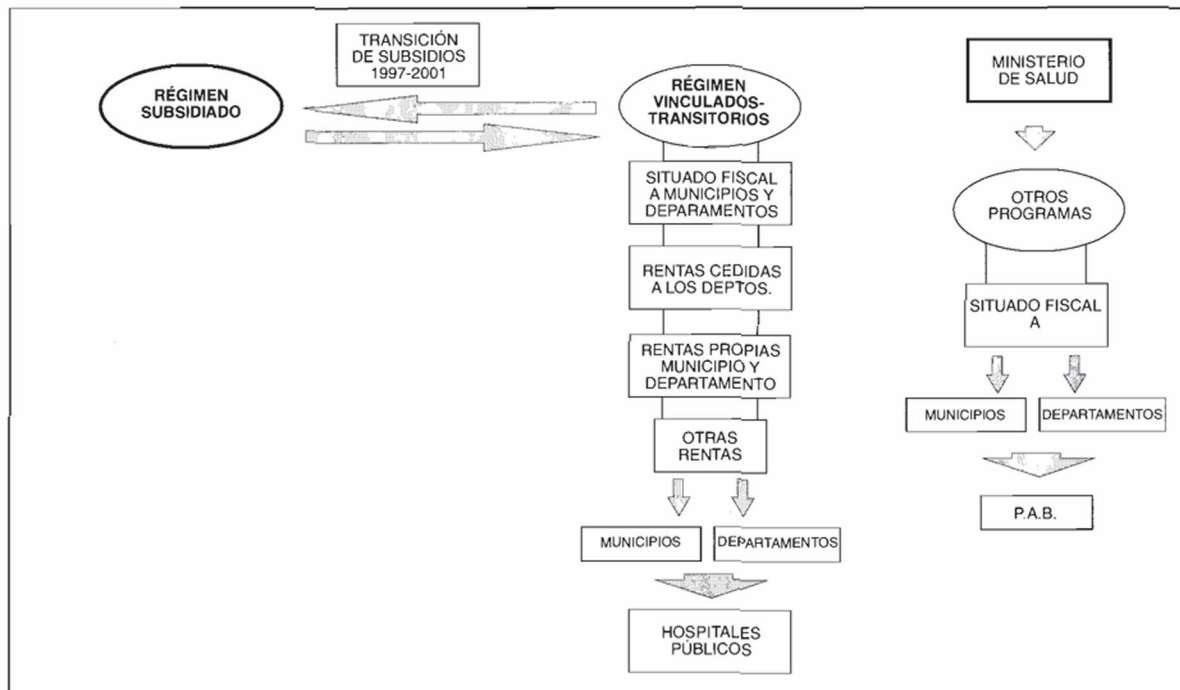 TRANSICIÓN
DE SUBSIDIOS
1997-2001
RÉGIMEN
SUBSIDIADO
RÉGIMEN
VINCULADOS-
TRANSITORIOS
SITUADO FISCAL
A MUNICIPIOS Y
DEPARAMENTOS
RENTAS CEDIDAS
A LOS DEPTOS.
RENTAS PROPIAS
MUNICIPIO Y
DEPARTAMENTO
OTRAS
RENTAS
MUNICIPIOS
DEPARTAMENTOS
HOSPITALES
PÚBLICOS
MINISTERIO
DE SALUD
OTROS
PROGRAMAS
SITUADO FISCAL
A
MUNICIPIOS
DEPARTAMENTOS
P.A.B.